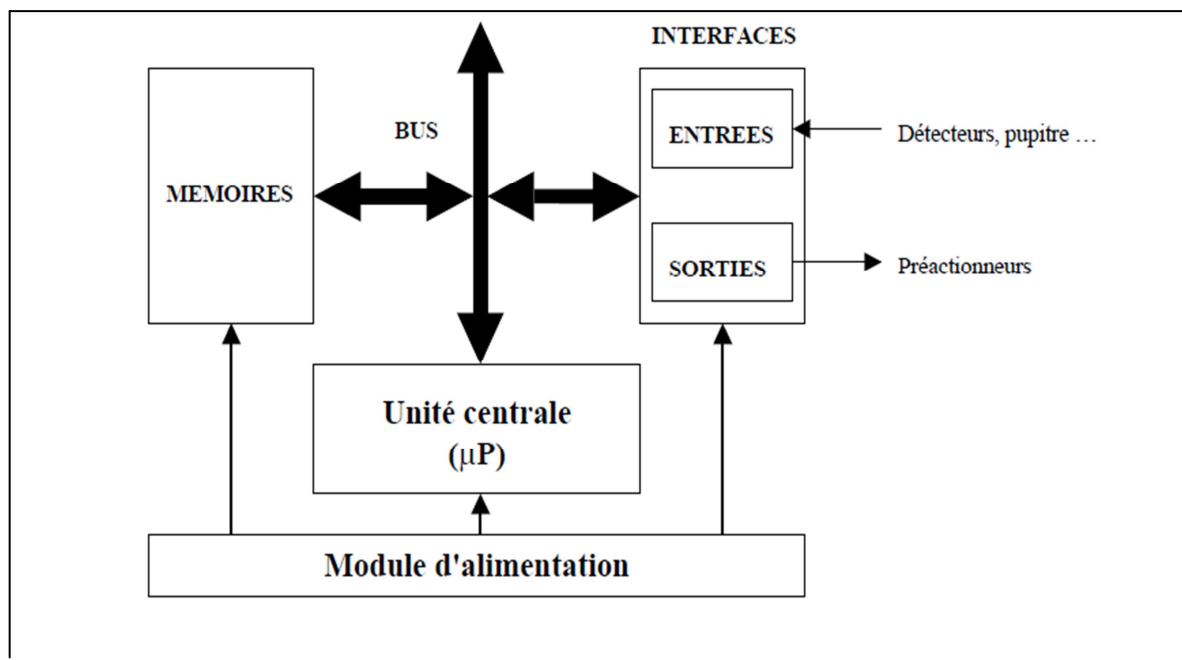 INTERFACES
BUS
MEMOIRES
ENTREES
Détecteurs, pupitre …
SORTIES
Préactionneurs
Unité centrale
(µP)
Module d'alimentation